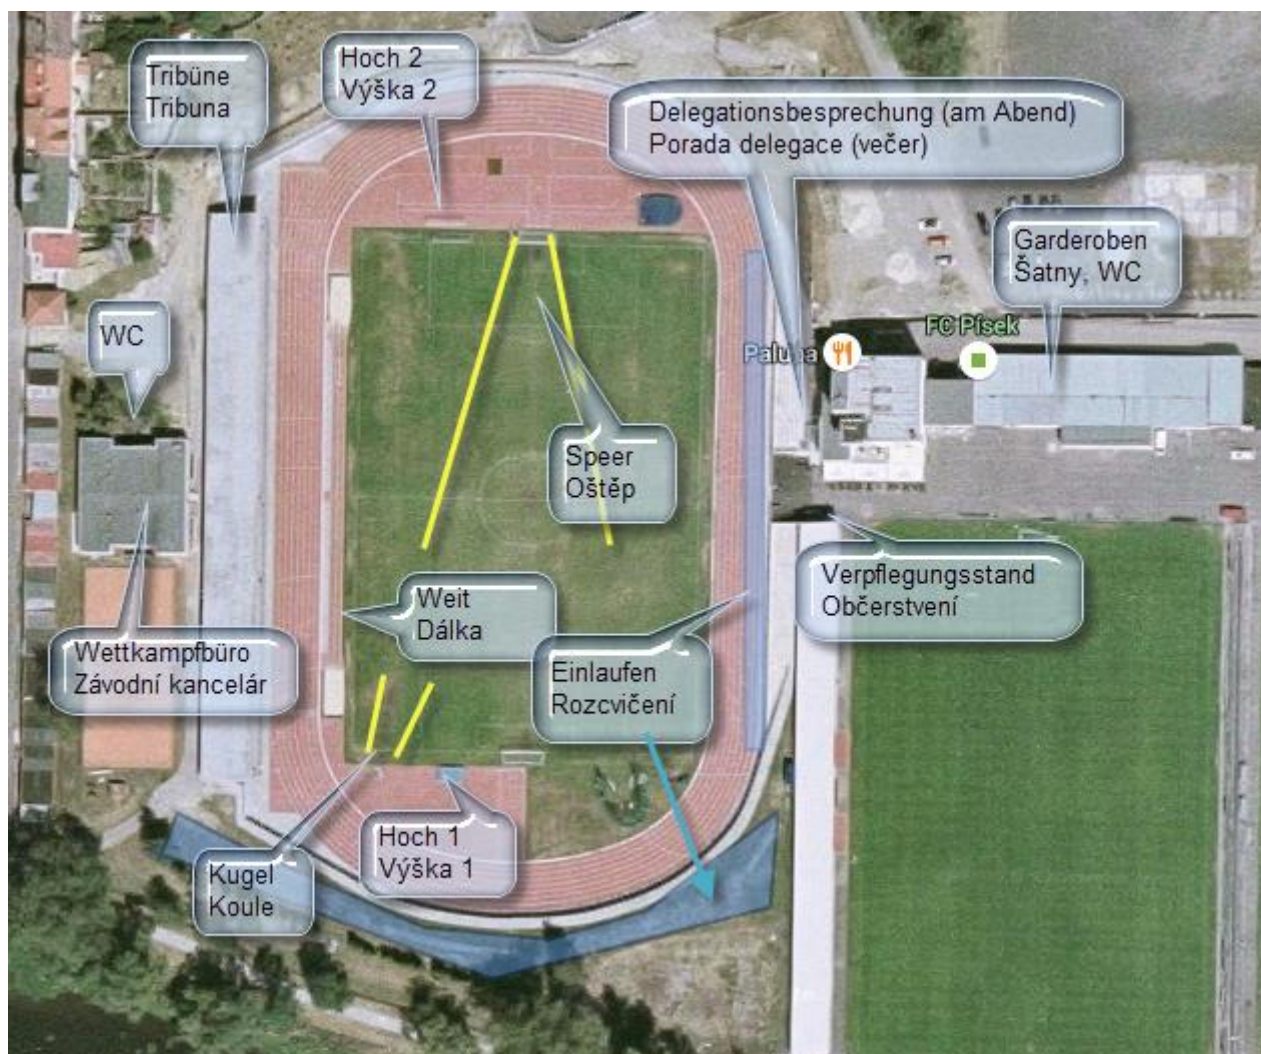 Tribüne
Tribuna
Hoch 2
Výška 2
Delegationsbesprechung (am Abend)
Porada delegace (večer)
Garderoben
Šatny, WC
WC
FC Písek
Speer
Oštěp
Weit
Dálka
Verpflegungsstand
Občerstvení
Wettkampfbüro
Závodní kancelár
Einlaufen
Rozcvičení
Hoch 1
Výška 1
Kugel
Koule